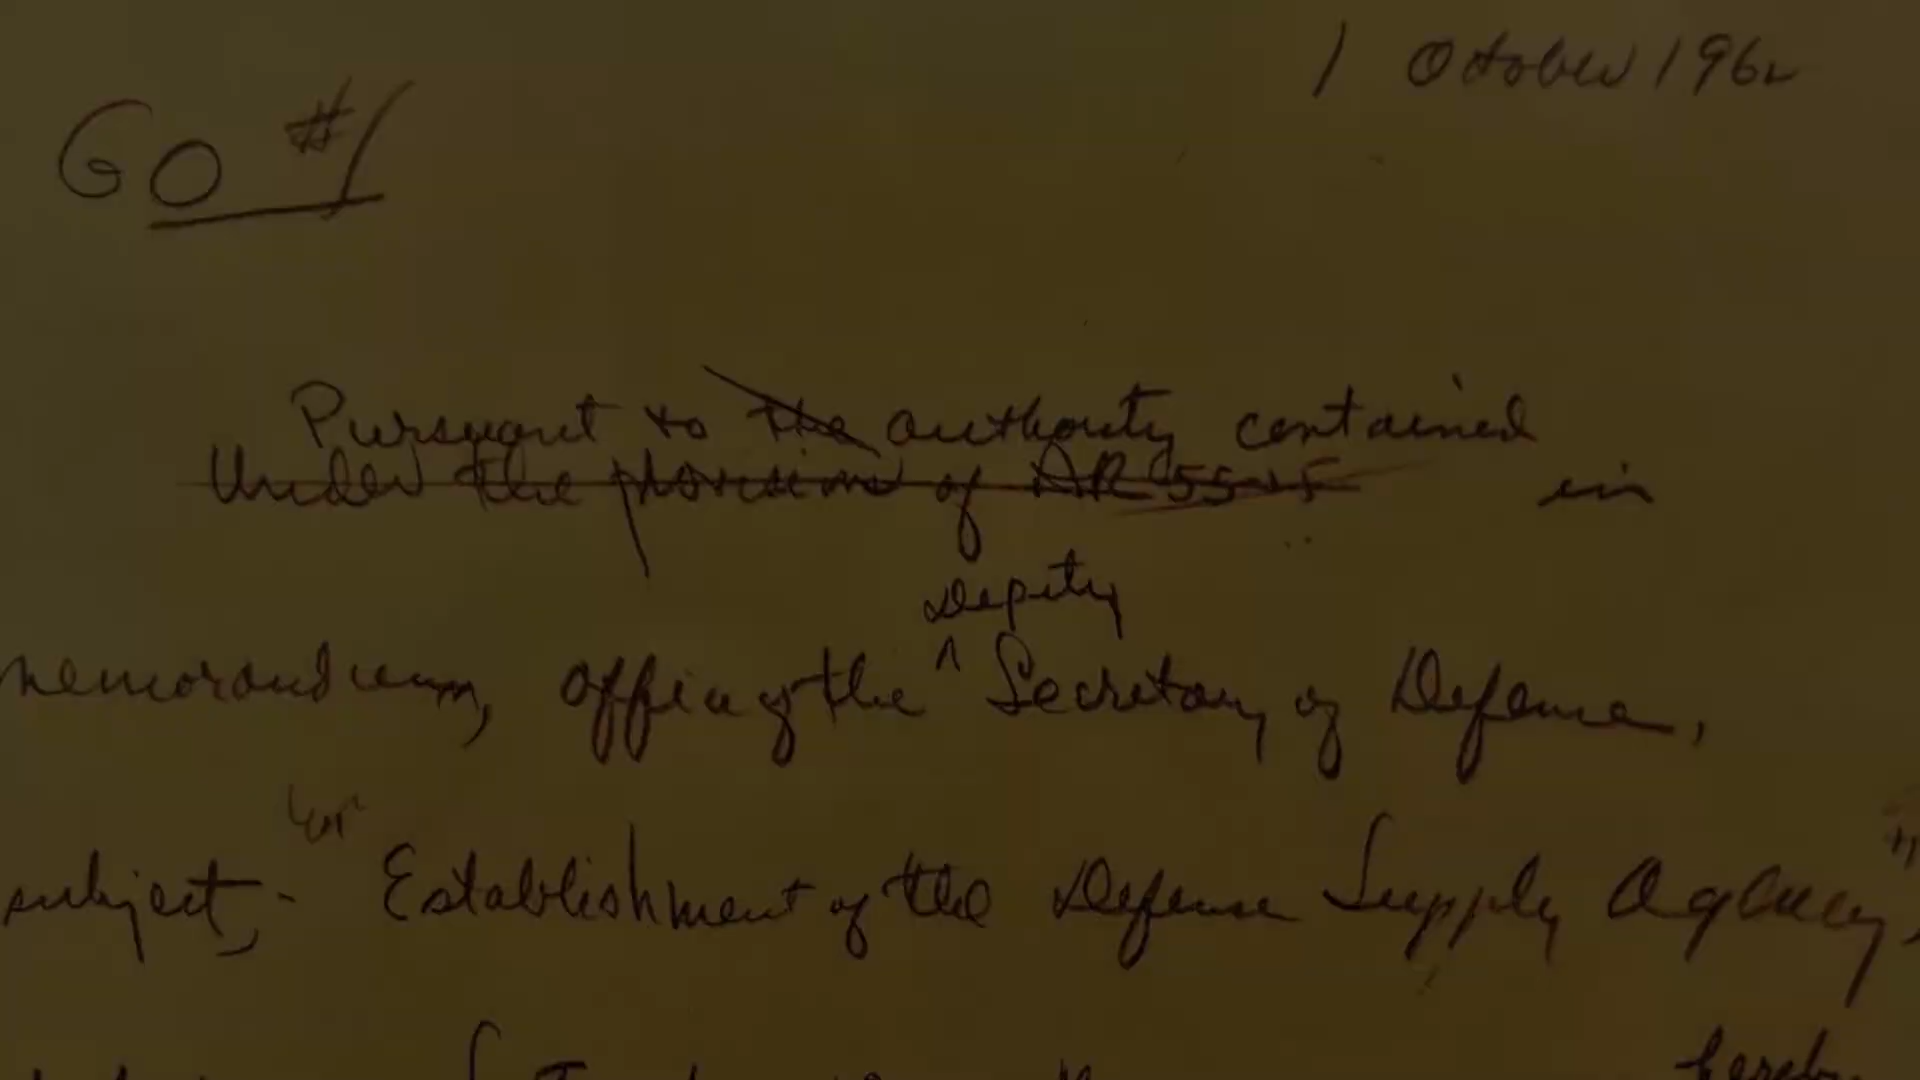 1 October 1962
GO #1
Pursuant to the authority contained
Under the provisions of AR 55-15 in
Deputy
memorandum, Office of the ^ Secretary of Defense,
subject, - Establishment of the Defense Supply Agency",
hereby